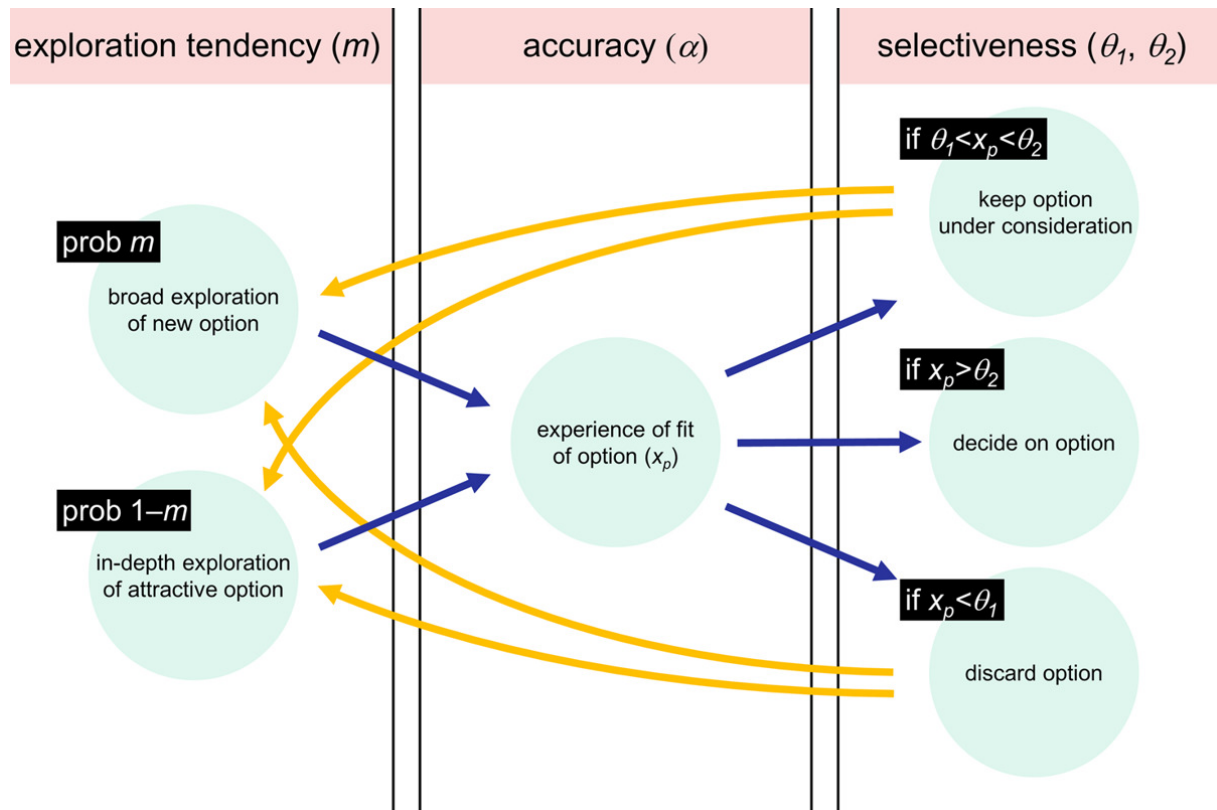 exploration tendency (m)
accuracy (α)
selectiveness (θ₁, θ₂)
prob m
broad exploration
of new option
prob 1–m
in-depth exploration
of attractive option
experience of fit
of option (xₚ)
if θ₁<xₚ<θ₂
keep option
under consideration
if xₚ>θ₂
decide on option
if xₚ<θ₁
discard option